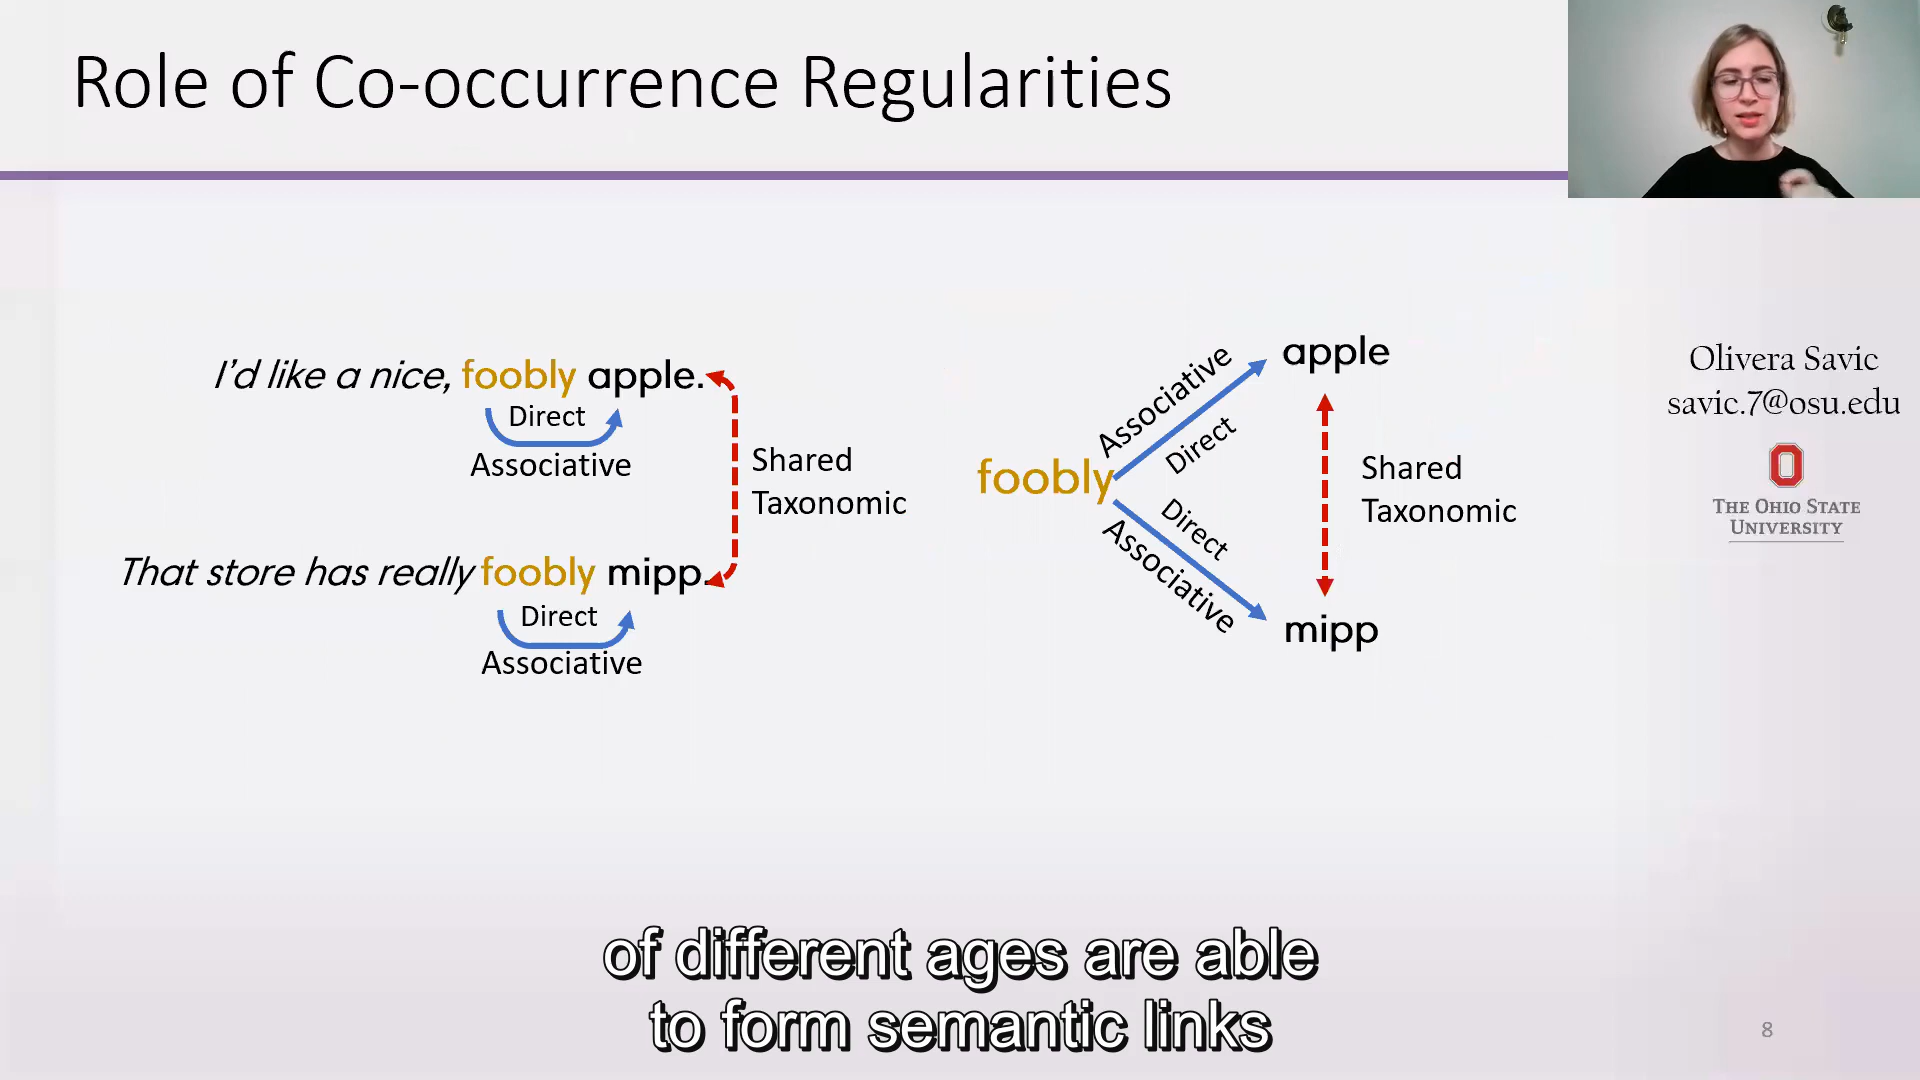 Role of Co-occurrence Regularities
I'd like a nice, foobly apple.
Direct
Associative
Shared
Taxonomic
That store has really foobly mipp.
Direct
Associative
foobly
Associative
Direct
apple
Shared
Taxonomic
Direct
Associative
mipp
Olivera Savic
savic.7@osu.edu
THE OHIO STATE
UNIVERSITY
of different ages are able
to form semantic links
8